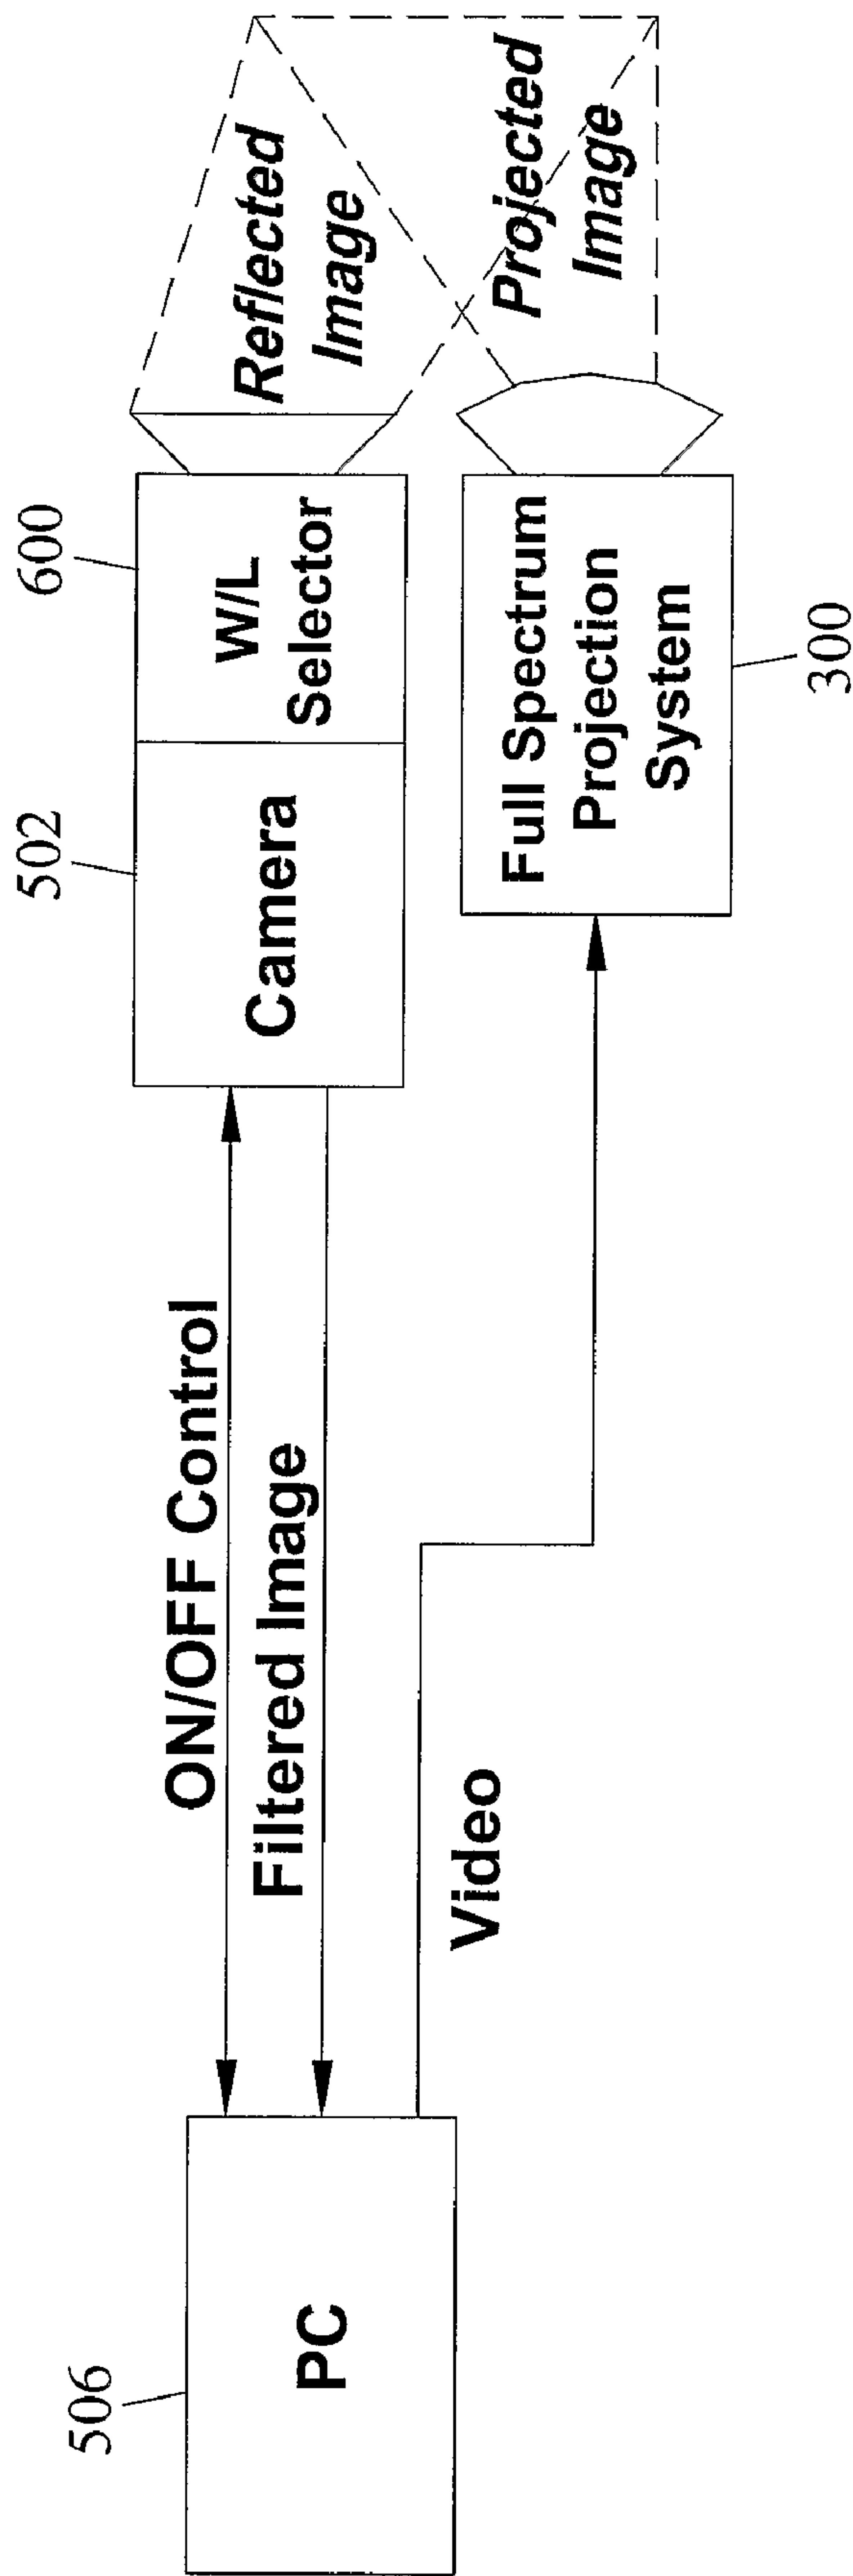 506
PC
ON/OFF Control
Filtered Image
Video
502
Camera
600
W/L
Selector
Full Spectrum
Projection
System
300
Reflected
Image
Projected
Image